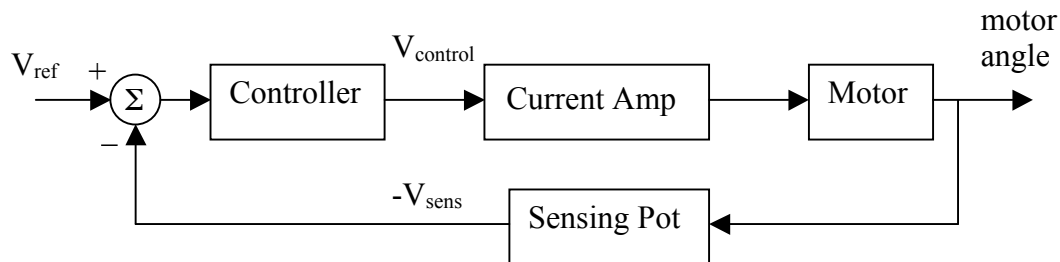 motor
angle
V_ref
+
Σ
−
Controller
V_control
Current Amp
Motor
-V_sens
Sensing Pot